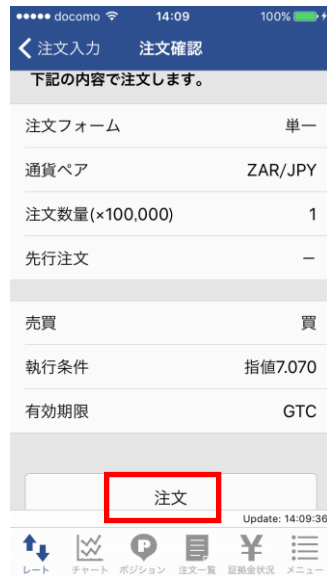 docomo 14:09 100%
注文入力 注文確認
下記の内容で注文します。
注文フォーム 単一
通貨ペア ZAR/JPY
注文数量(×100,000) 1
先行注文 −
売買 買
執行条件 指値7.070
有効期限 GTC
注文
Update: 14:09:36
レート チャート ポジション 注文一覧 証拠金状況 メニュー